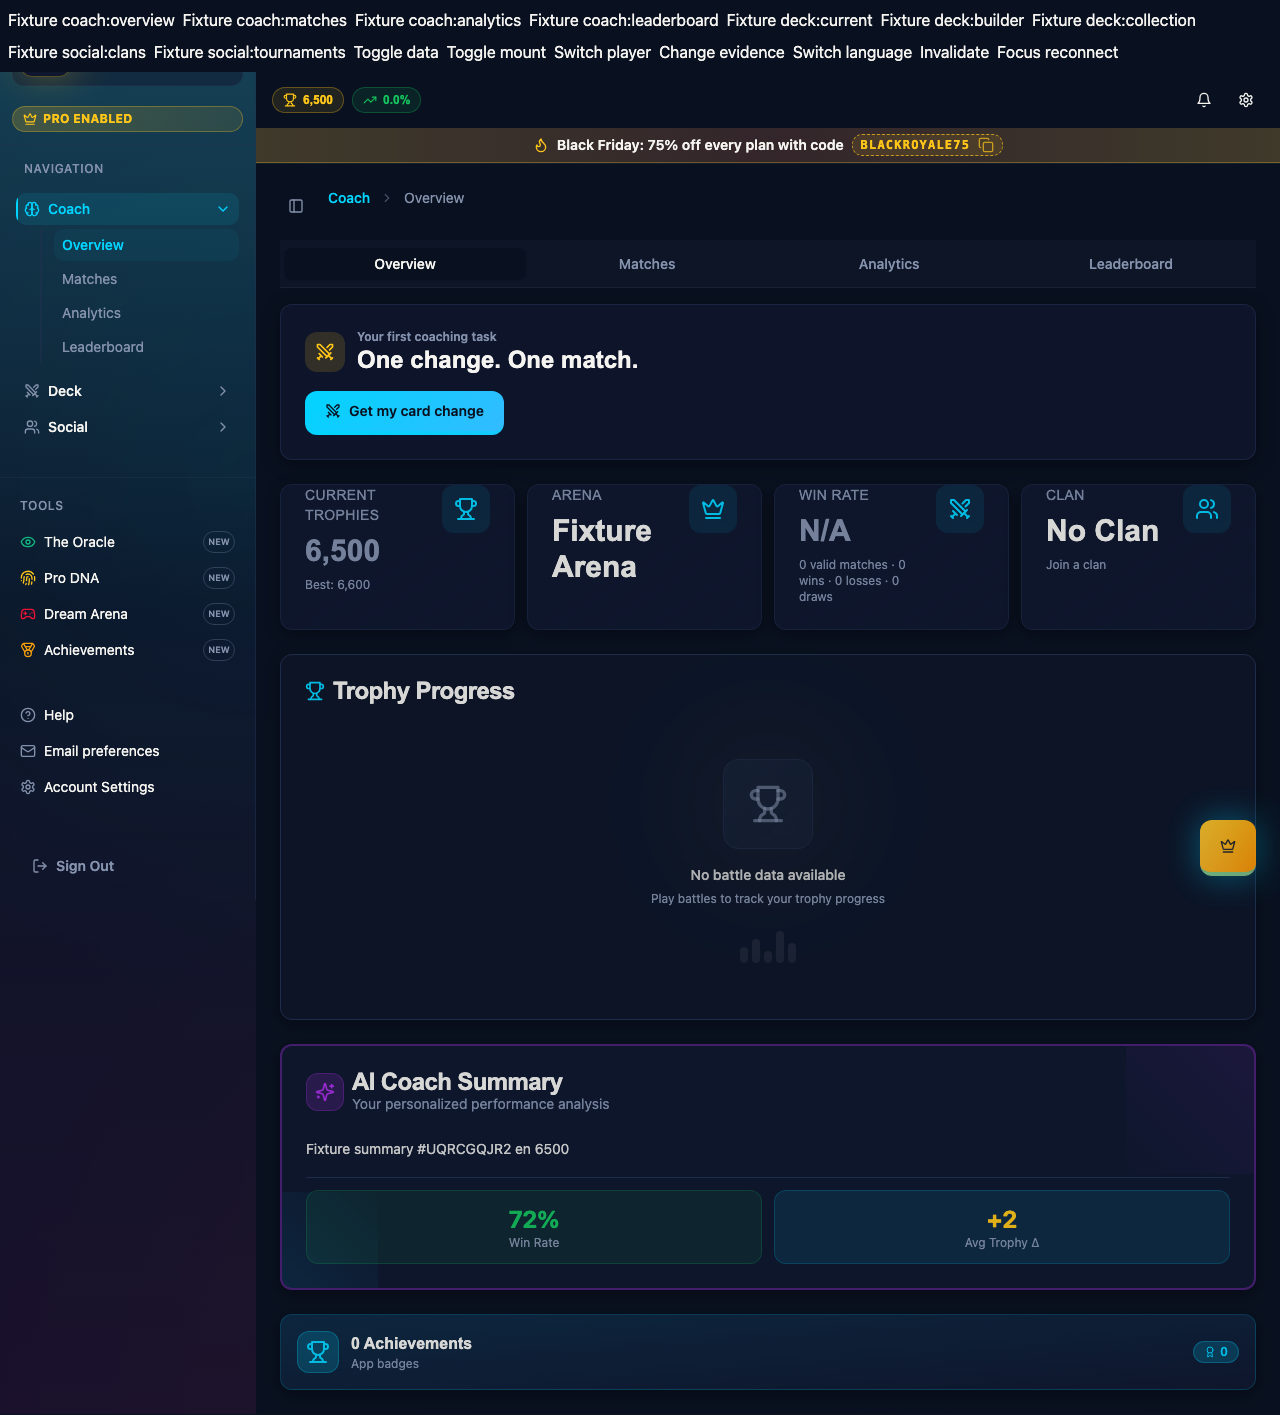 Fixture coach:overview Fixture coach:matches Fixture coach:analytics Fixture coach:leaderboard Fixture deck:current Fixture deck:builder Fixture deck:collection
Fixture social:clans Fixture social:tournaments Toggle data Toggle mount Switch player Change evidence Switch language Invalidate Focus reconnect
6,500
0.0%
PRO ENABLED
Black Friday: 75% off every plan with code BLACKROYALE75
NAVIGATION
Coach
Overview
Matches
Analytics
Leaderboard
Deck
Social
TOOLS
The Oracle NEW
Pro DNA NEW
Dream Arena NEW
Achievements NEW
Help
Email preferences
Account Settings
Sign Out
Coach Overview
Overview Matches Analytics Leaderboard
Your first coaching task
One change. One match.
Get my card change
CURRENT
TROPHIES
6,500
Best: 6,600
ARENA
Fixture
Arena
WIN RATE
N/A
0 valid matches · 0
wins · 0 losses · 0
draws
CLAN
No Clan
Join a clan
Trophy Progress
No battle data available
Play battles to track your trophy progress
AI Coach Summary
Your personalized performance analysis
Fixture summary #UQRCGQJR2 en 6500
72%
Win Rate
+2
Avg Trophy Δ
0 Achievements
App badges
0